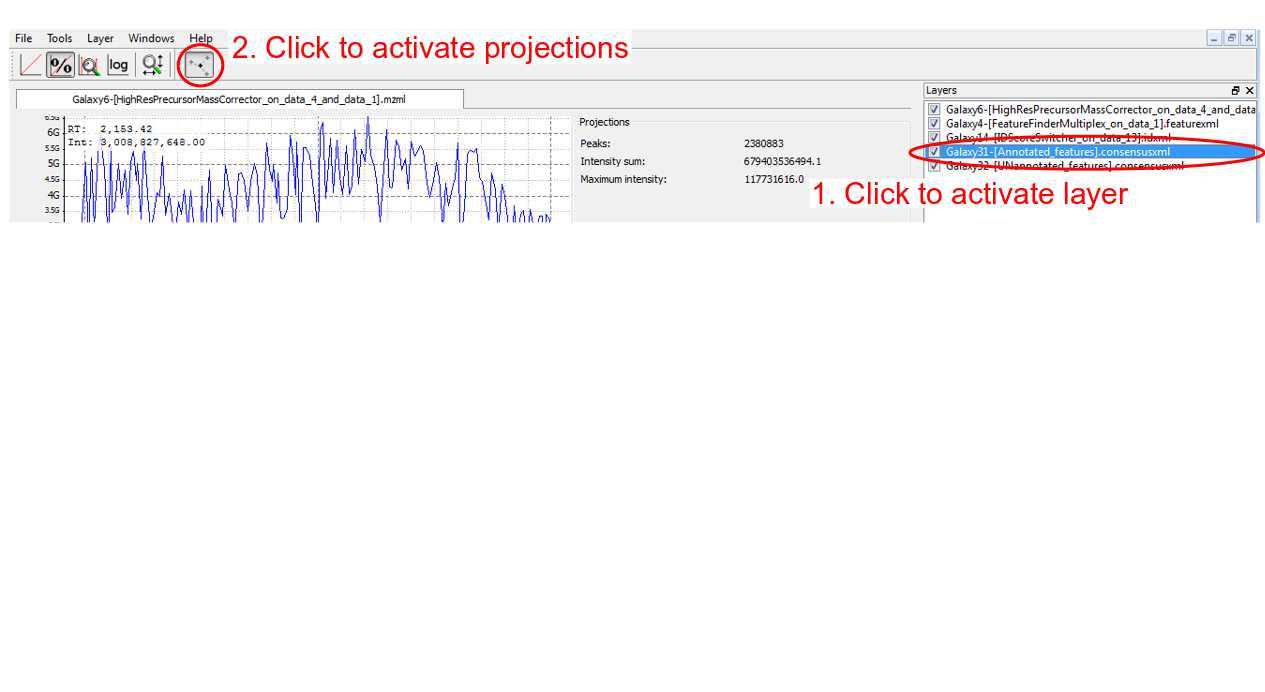 File Tools Layer Windows Help
2. Click to activate projections
log
Galaxy6-[HighResPrecursorMassCorrector_on_data_4_and_data_1].mzml
Layers
Galaxy6-[HighResPrecursorMassCorrector_on_data_4_and_data
Galaxy4-[FeatureFinderMultiplex_on_data_1].featurexml
Galaxy14-[IDScoreSwitcher_on_data_13].idxml
Galaxy31-[Annotated_features].consensusxml
Galaxy32-[UNannotated_features].consensusxml
1. Click to activate layer
6.5G
6G
5.5G
5G
4.5G
4G
3.5G
RT: 2,153.42
Int: 3,008,827,648.00
Projections
Peaks: 2380883
Intensity sum: 679403536494.1
Maximum intensity: 117731616.0